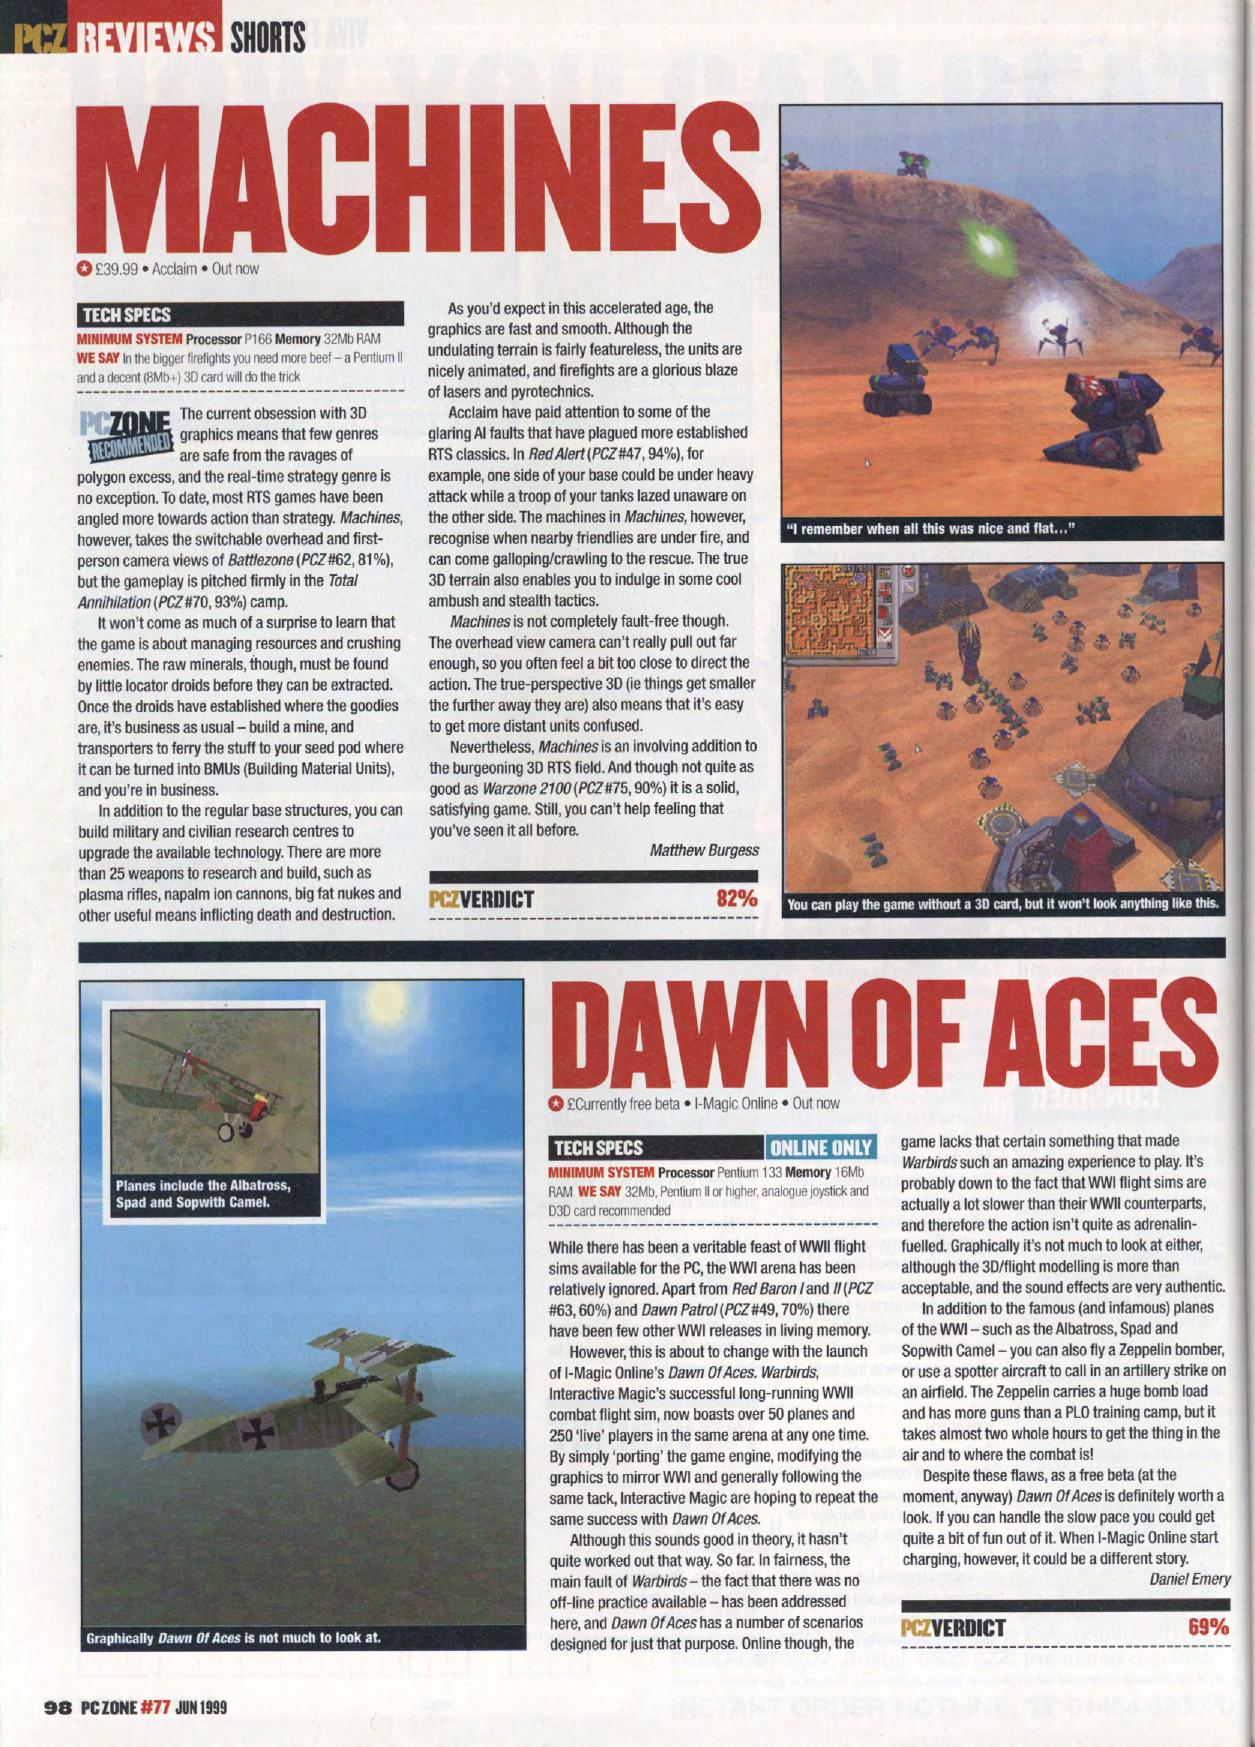 PCZ REVIEWS SHORTS
MACHINES
£39.99 • Acclaim • Out now
TECH SPECS
MINIMUM SYSTEM Processor P166 Memory 32Mb RAM
WE SAY In the bigger firefights you need more beef – a Pentium II
and a decent (8Mb+) 3D card will do the trick
PCZONE
RECOMMENDED
The current obsession with 3D
graphics means that few genres
are safe from the ravages of
polygon excess, and the real-time strategy genre is
no exception. To date, most RTS games have been
angled more towards action than strategy. Machines,
however, takes the switchable overhead and first-
person camera views of Battlezone (PCZ #62, 81%),
but the gameplay is pitched firmly in the Total
Annihilation (PCZ #70, 93%) camp.
It won't come as much of a surprise to learn that
the game is about managing resources and crushing
enemies. The raw minerals, though, must be found
by little locator droids before they can be extracted.
Once the droids have established where the goodies
are, it's business as usual – build a mine, and
transporters to ferry the stuff to your seed pod where
it can be turned into BMUs (Building Material Units),
and you're in business.
In addition to the regular base structures, you can
build military and civilian research centres to
upgrade the available technology. There are more
than 25 weapons to research and build, such as
plasma rifles, napalm ion cannons, big fat nukes and
other useful means inflicting death and destruction.
As you'd expect in this accelerated age, the
graphics are fast and smooth. Although the
undulating terrain is fairly featureless, the units are
nicely animated, and firefights are a glorious blaze
of lasers and pyrotechnics.
Acclaim have paid attention to some of the
glaring AI faults that have plagued more established
RTS classics. In Red Alert (PCZ #47, 94%), for
example, one side of your base could be under heavy
attack while a troop of your tanks lazed unaware on
the other side. The machines in Machines, however,
recognise when nearby friendlies are under fire, and
can come galloping/crawling to the rescue. The true
3D terrain also enables you to indulge in some cool
ambush and stealth tactics.
Machines is not completely fault-free though.
The overhead view camera can't really pull out far
enough, so you often feel a bit too close to direct the
action. The true-perspective 3D (ie things get smaller
the further away they are) also means that it's easy
to get more distant units confused.
Nevertheless, Machines is an involving addition to
the burgeoning 3D RTS field. And though not quite as
good as Warzone 2100 (PCZ #75, 90%) it is a solid,
satisfying game. Still, you can't help feeling that
you've seen it all before.
Matthew Burgess
PCZVERDICT 82%
"I remember when all this was nice and flat..."
You can play the game without a 3D card, but it won't look anything like this.
Planes include the Albatross,
Spad and Sopwith Camel.
Graphically Dawn Of Aces is not much to look at.
DAWN OF ACES
£Currently free beta • I-Magic Online • Out now
TECH SPECS ONLINE ONLY
MINIMUM SYSTEM Processor Pentium 133 Memory 16Mb
RAM WE SAY 32Mb, Pentium II or higher, analogue joystick and
D3D card recommended
While there has been a veritable feast of WWII flight
sims available for the PC, the WWI arena has been
relatively ignored. Apart from Red Baron I and II (PCZ
#63, 60%) and Dawn Patrol (PCZ #49, 70%) there
have been few other WWI releases in living memory.
However, this is about to change with the launch
of I-Magic Online's Dawn Of Aces. Warbirds,
Interactive Magic's successful long-running WWII
combat flight sim, now boasts over 50 planes and
250 'live' players in the same arena at any one time.
By simply 'porting' the game engine, modifying the
graphics to mirror WWI and generally following the
same tack, Interactive Magic are hoping to repeat the
same success with Dawn Of Aces.
Although this sounds good in theory, it hasn't
quite worked out that way. So far. In fairness, the
main fault of Warbirds – the fact that there was no
off-line practice available – has been addressed
here, and Dawn Of Aces has a number of scenarios
designed for just that purpose. Online though, the
game lacks that certain something that made
Warbirds such an amazing experience to play. It's
probably down to the fact that WWI flight sims are
actually a lot slower than their WWII counterparts,
and therefore the action isn't quite as adrenalin-
fuelled. Graphically it's not much to look at either,
although the 3D/flight modelling is more than
acceptable, and the sound effects are very authentic.
In addition to the famous (and infamous) planes
of the WWI – such as the Albatross, Spad and
Sopwith Camel – you can also fly a Zeppelin bomber,
or use a spotter aircraft to call in an artillery strike on
an airfield. The Zeppelin carries a huge bomb load
and has more guns than a PLO training camp, but it
takes almost two whole hours to get the thing in the
air and to where the combat is!
Despite these flaws, as a free beta (at the
moment, anyway) Dawn Of Aces is definitely worth a
look. If you can handle the slow pace you could get
quite a bit of fun out of it. When I-Magic Online start
charging, however, it could be a different story.
Daniel Emery
PCZVERDICT 69%
98 PC ZONE #77 JUN 1999